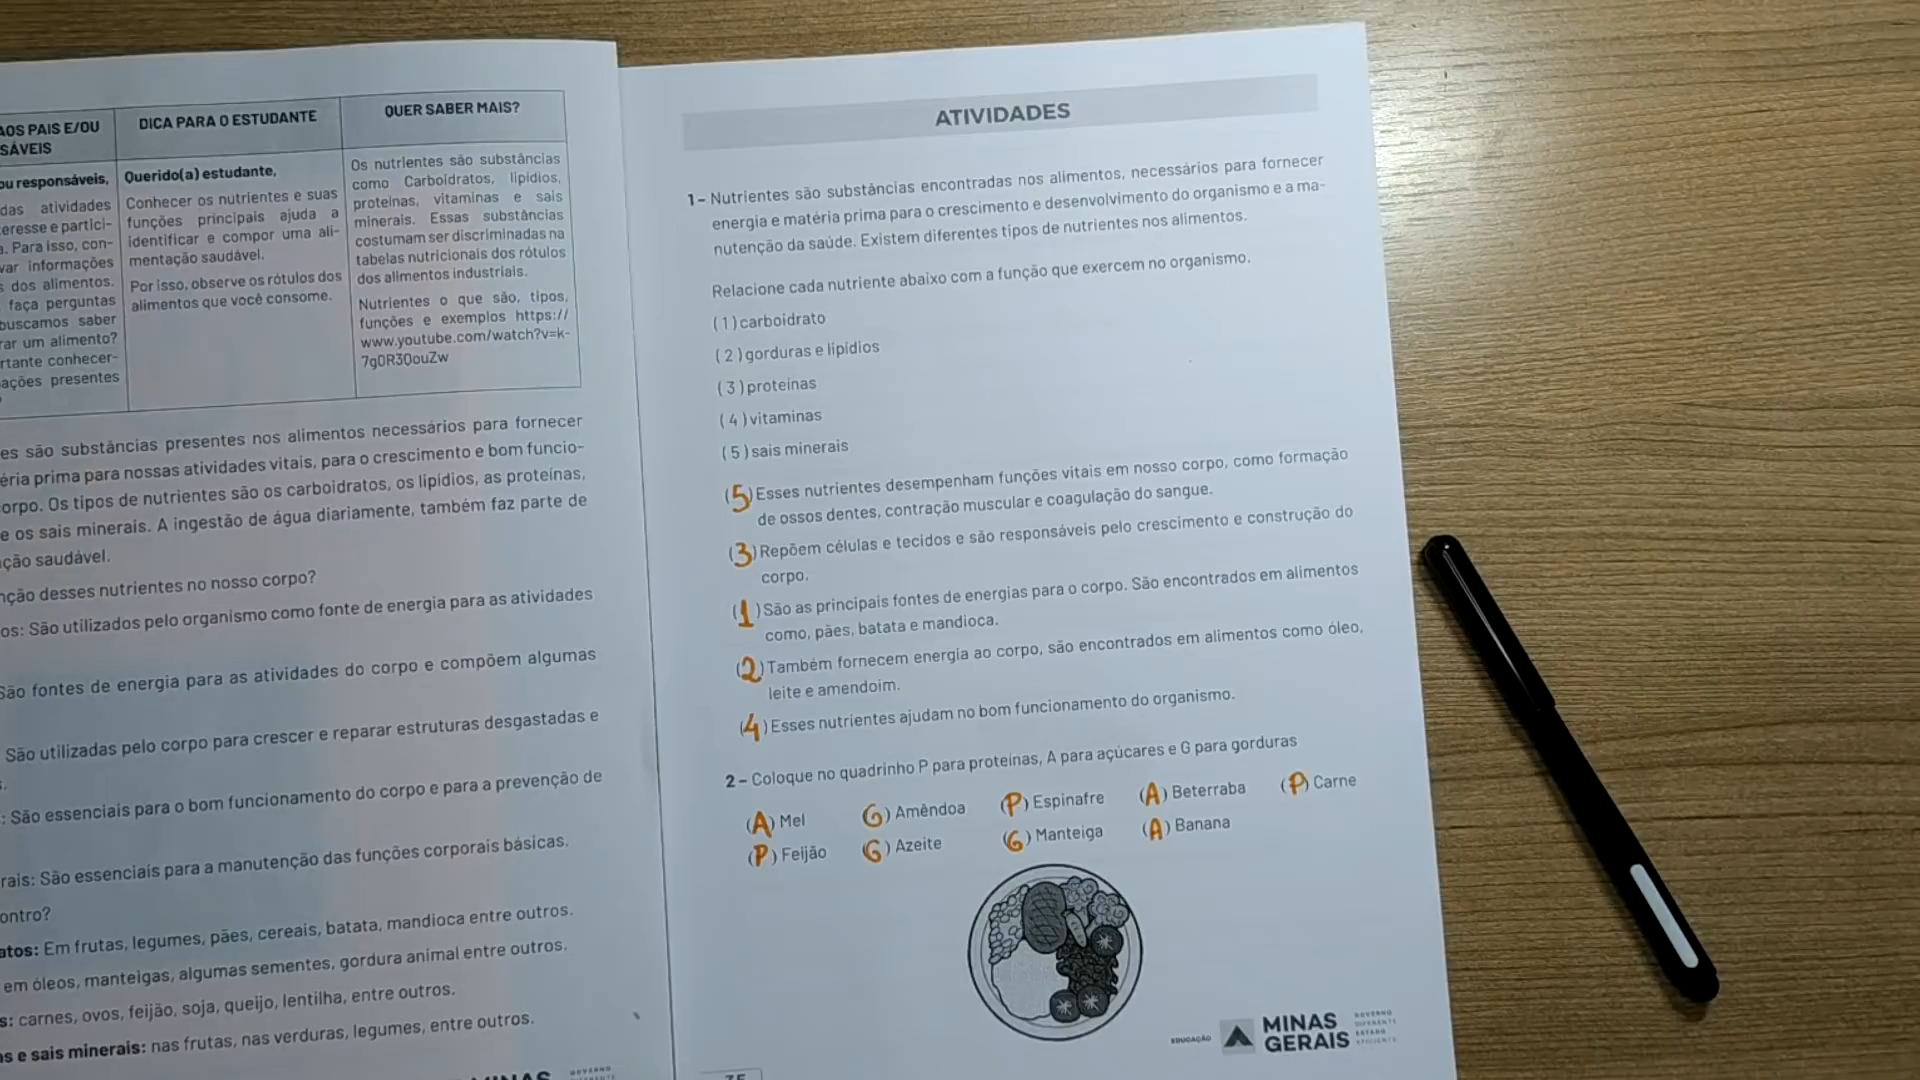 AOS PAIS E/OU
SÁVEIS
ou responsáveis,
das atividades
eresse e partici-
a. Para isso, con-
var informações
s dos alimentos.
faça perguntas
buscamos saber
rar um alimento?
rtante conhecer-
ações presentes
DICA PARA O ESTUDANTE
Querido(a) estudante,
Conhecer os nutrientes e suas
funções principais ajuda a
identificar e compor uma ali-
mentação saudável.
Por isso, observe os rótulos dos
alimentos que você consome.
QUER SABER MAIS?
Os nutrientes são substâncias
como Carboidratos, lipídios,
proteínas, vitaminas e sais
minerais. Essas substâncias
costumam ser discriminadas na
tabelas nutricionais dos rótulos
dos alimentos industriais.
Nutrientes o que são, tipos,
funções e exemplos https://
www.youtube.com/watch?v=k-
7g0R3QouZw
es são substâncias presentes nos alimentos necessários para fornecer
éria prima para nossas atividades vitais, para o crescimento e bom funcio-
orpo. Os tipos de nutrientes são os carboidratos, os lipídios, as proteínas,
e os sais minerais. A ingestão de água diariamente, também faz parte de
ção saudável.
nção desses nutrientes no nosso corpo?
os: São utilizados pelo organismo como fonte de energia para as atividades
São fontes de energia para as atividades do corpo e compõem algumas
São utilizadas pelo corpo para crescer e reparar estruturas desgastadas e
: São essenciais para o bom funcionamento do corpo e para a prevenção de
rais: São essenciais para a manutenção das funções corporais básicas.
ontro?
atos: Em frutas, legumes, pães, cereais, batata, mandioca entre outros.
em óleos, manteigas, algumas sementes, gordura animal entre outros.
s: carnes, ovos, feijão, soja, queijo, lentilha, entre outros.
as e sais minerais: nas frutas, nas verduras, legumes, entre outros.
MINAS
ATIVIDADES
1 – Nutrientes são substâncias encontradas nos alimentos, necessários para fornecer
energia e matéria prima para o crescimento e desenvolvimento do organismo e a ma-
nutenção da saúde. Existem diferentes tipos de nutrientes nos alimentos.
Relacione cada nutriente abaixo com a função que exercem no organismo.
( 1 ) carboidrato
( 2 ) gorduras e lipídios
( 3 ) proteínas
( 4 ) vitaminas
( 5 ) sais minerais
(5) Esses nutrientes desempenham funções vitais em nosso corpo, como formação
de ossos dentes, contração muscular e coagulação do sangue.
(3) Repõem células e tecidos e são responsáveis pelo crescimento e construção do
corpo.
(1) São as principais fontes de energias para o corpo. São encontrados em alimentos
como, pães, batata e mandioca.
(2) Também fornecem energia ao corpo, são encontrados em alimentos como óleo,
leite e amendoim.
(4) Esses nutrientes ajudam no bom funcionamento do organismo.
2 – Coloque no quadrinho P para proteínas, A para açúcares e G para gorduras
(A) Mel (G) Amêndoa (P) Espinafre (A) Beterraba (P) Carne
(P) Feijão (G) Azeite (G) Manteiga (A) Banana
EDUCAÇÃO
MINAS
GERAIS
GOVERNO
DIFERENTE
ESTADO
EFICIENTE